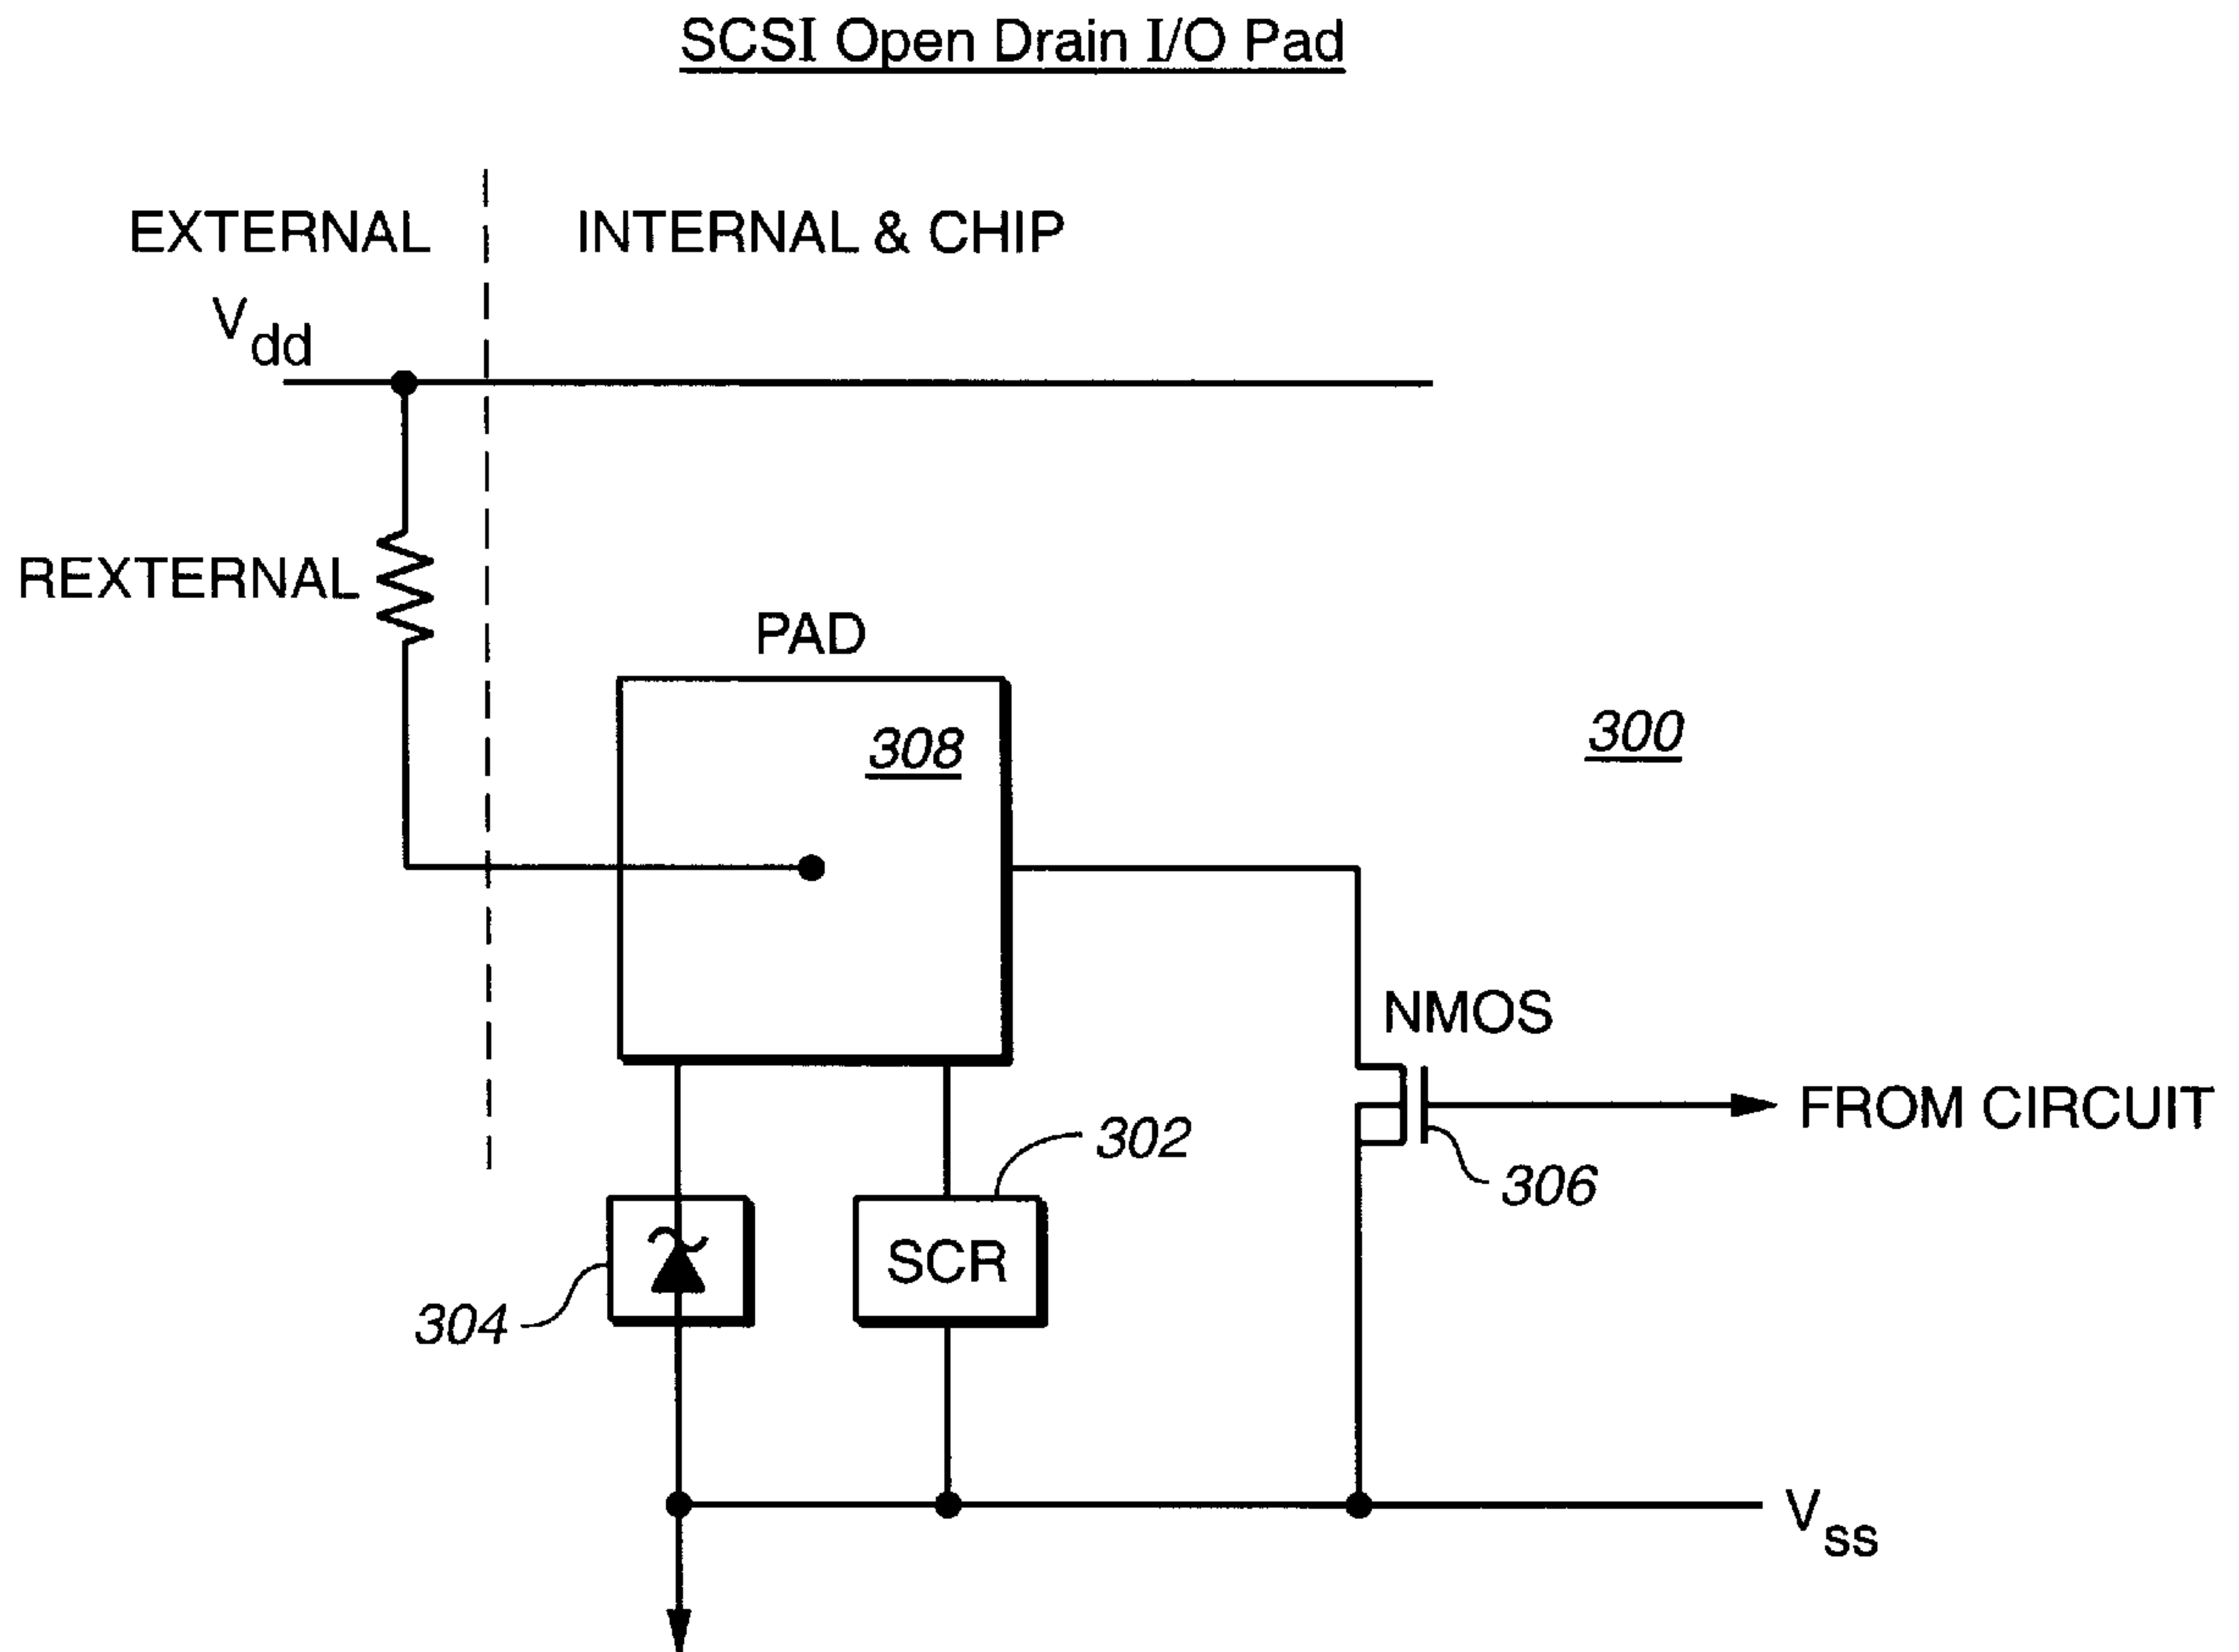 SCSI Open Drain I/O Pad
EXTERNAL
INTERNAL & CHIP
Vdd
REXTERNAL
PAD
308
300
NMOS
FROM CIRCUIT
302
306
SCR
304
Vss